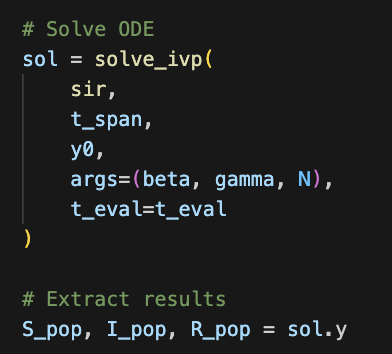 # Solve ODE
sol = solve_ivp(
    sir,
    t_span,
    y0,
    args=(beta, gamma, N),
    t_eval=t_eval
)

# Extract results
S_pop, I_pop, R_pop = sol.y